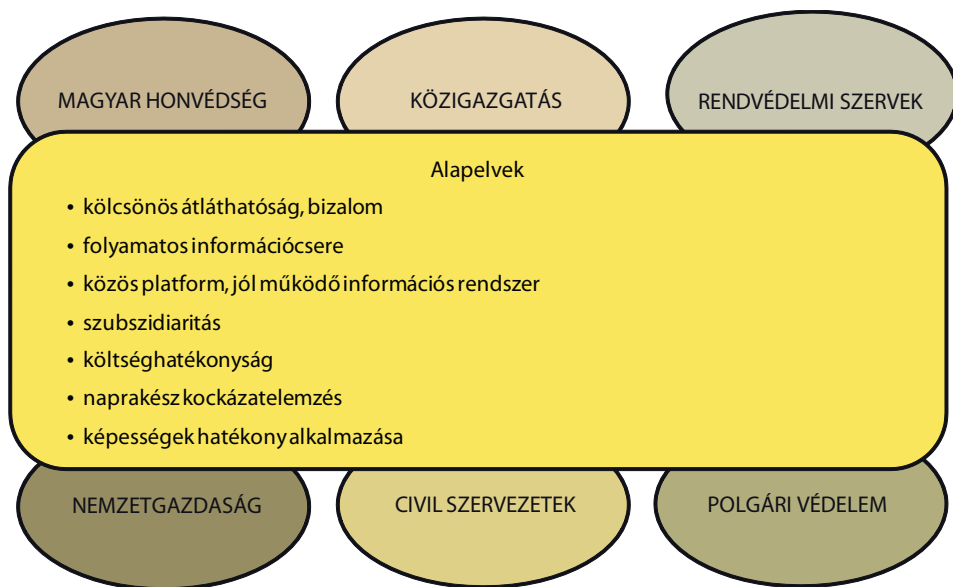 MAGYAR HONVÉDSÉG
KÖZIGAZGATÁS
RENDVÉDELMI SZERVEK
Alapelvek
• kölcsönös átláthatóság, bizalom
• folyamatos információcsere
• közös platform, jól működő információs rendszer
• szubszidiaritás
• költséghatékonyság
• naprakész kockázatelemzés
• képességek hatékony alkalmazása
NEMZETGAZDASÁG
CIVIL SZERVEZETEK
POLGÁRI VÉDELEM